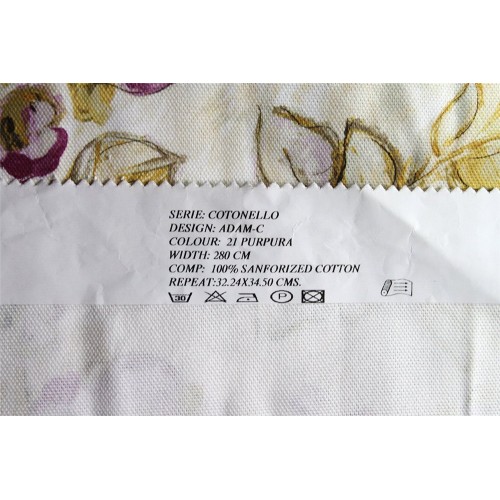 SERIE: COTONELLO
DESIGN: ADAM-C
COLOUR: 21 PURPURA
WIDTH: 280 CM
COMP: 100% SANFORIZED COTTON
REPEAT:32.24X34.50 CMS.
30 P